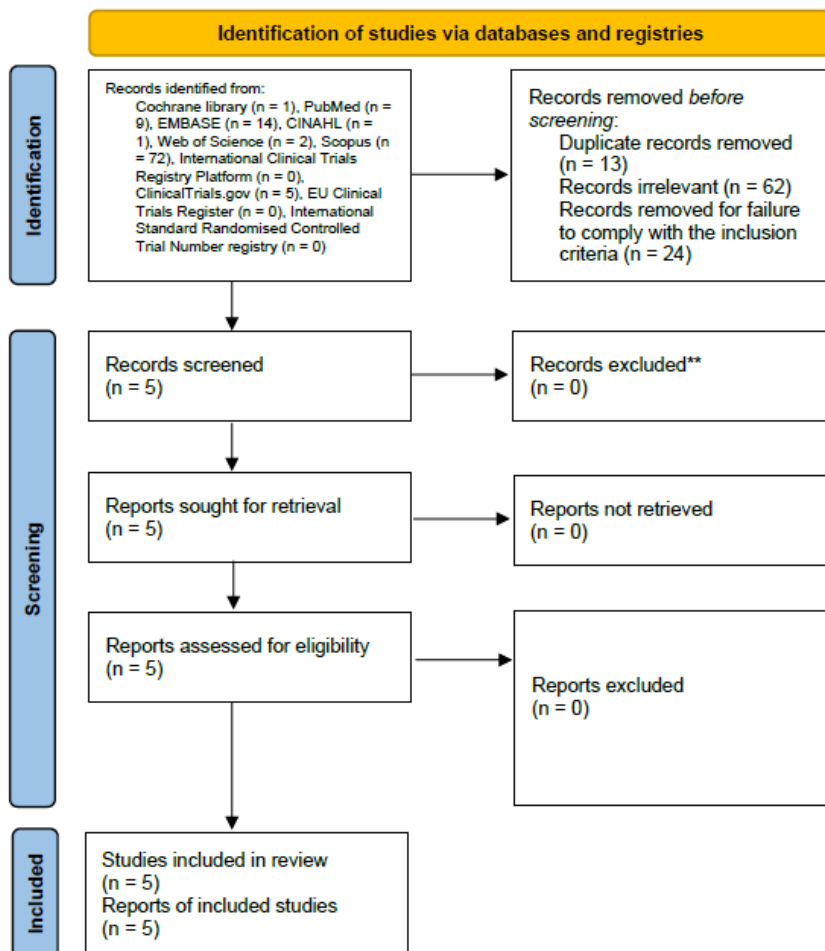 Identification of studies via databases and registries
Identification
Records identified from:
Cochrane library (n = 1), PubMed (n =
9), EMBASE (n = 14), CINAHL (n =
1), Web of Science (n = 2), Scopus (n
= 72), International Clinical Trials
Registry Platform (n = 0),
ClinicalTrials.gov (n = 5), EU Clinical
Trials Register (n = 0), International
Standard Randomised Controlled
Trial Number registry (n = 0)
Records removed before
screening:
Duplicate records removed
(n = 13)
Records irrelevant (n = 62)
Records removed for failure
to comply with the inclusion
criteria (n = 24)
Screening
Records screened
(n = 5)
Records excluded**
(n = 0)
Reports sought for retrieval
(n = 5)
Reports not retrieved
(n = 0)
Reports assessed for eligibility
(n = 5)
Reports excluded
(n = 0)
Included
Studies included in review
(n = 5)
Reports of included studies
(n = 5)